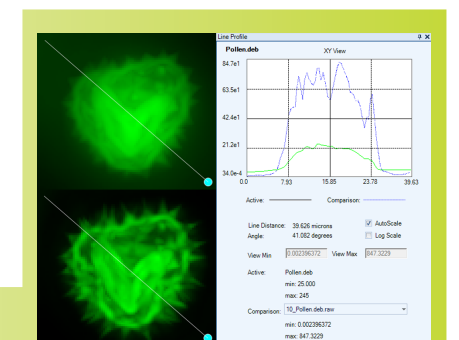 Line Profile
Pollen.deb XY View
84.7e1
63.5e1
42.4e1
21.2e1
34.0e-4
0.0 7.93 15.85 23.78 39.63
Active: Comparison:
Line Distance: 39.626 microns AutoScale
Angle: 41.082 degrees Log Scale
View Min 0.002396372 View Max 847.3229
Active: Pollen.deb
min: 25.000
max: 245
Comparison: 10_Pollen.deb.raw
min: 0.002396372
max: 847.3229